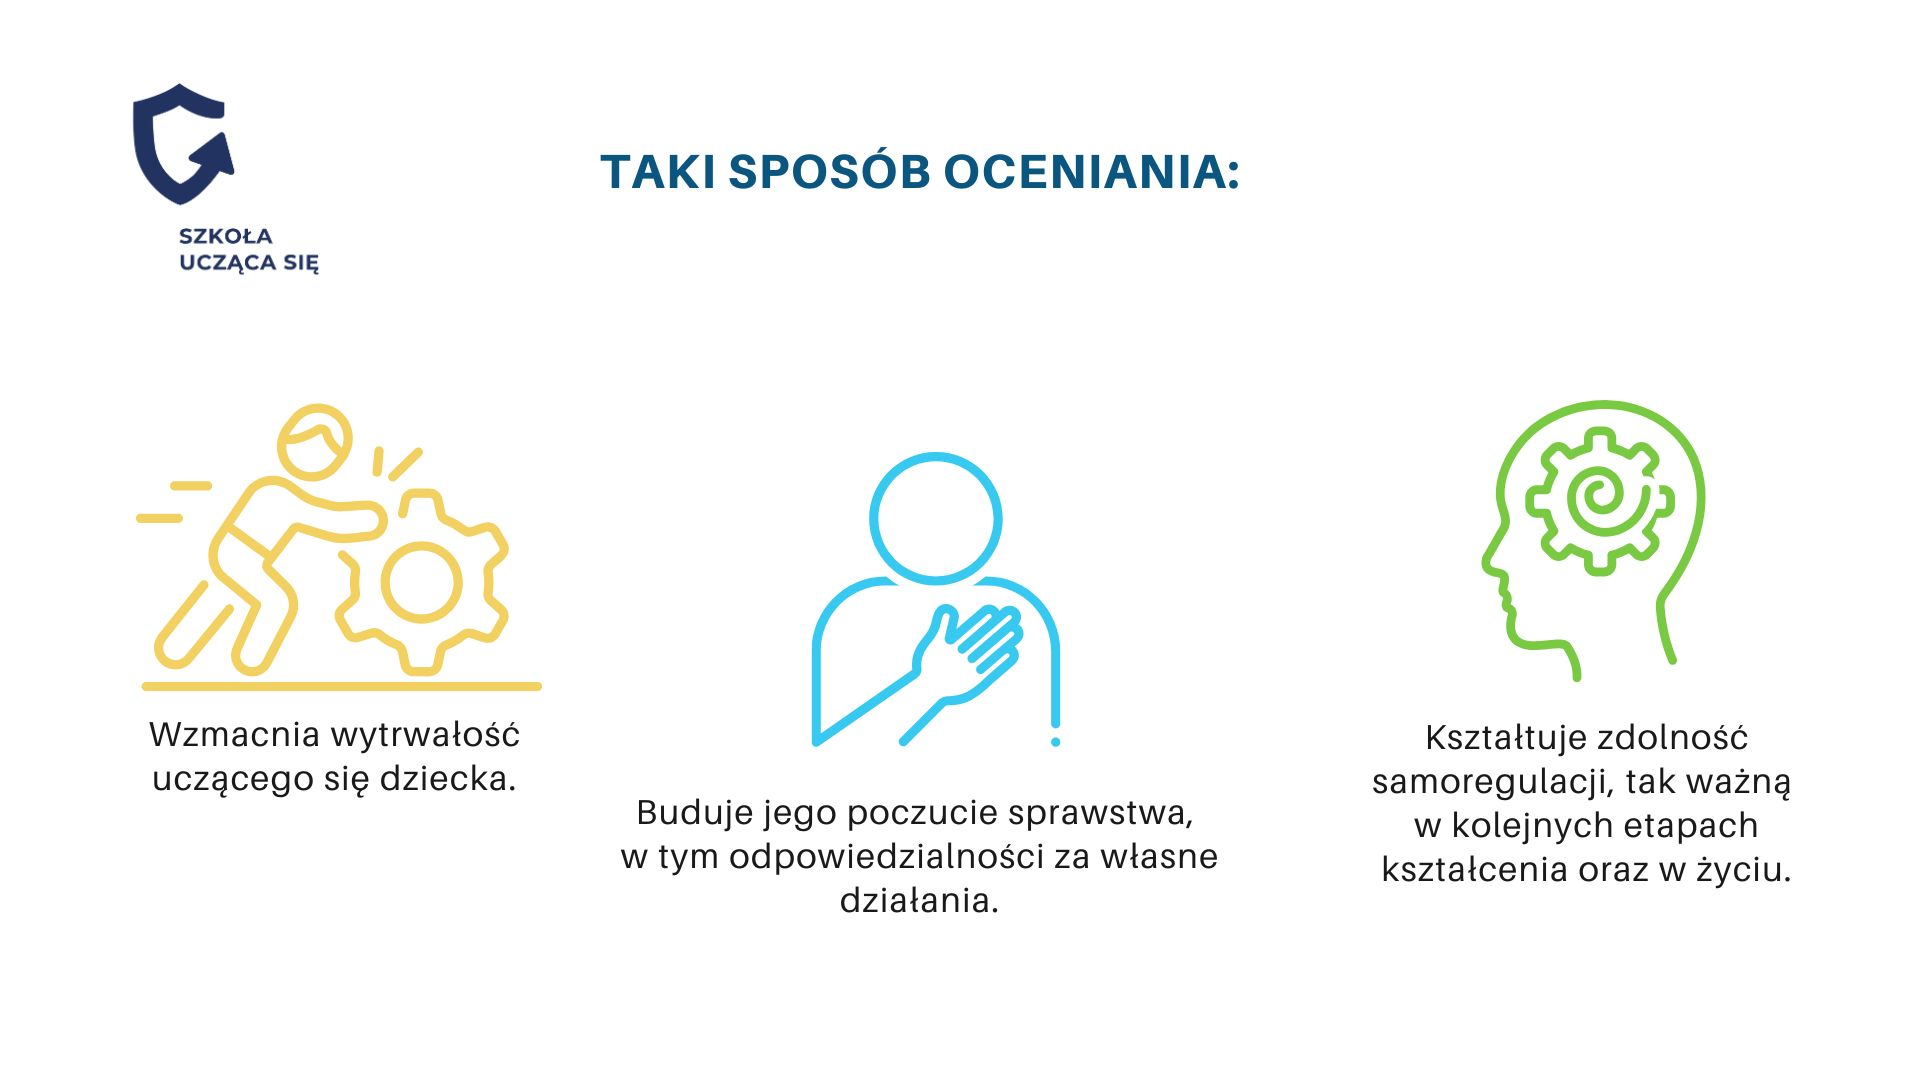 SZKOŁA
UCZĄCA SIĘ
TAKI SPOSÓB OCENIANIA:
Wzmacnia wytrwałość
uczącego się dziecka.
Buduje jego poczucie sprawstwa,
w tym odpowiedzialności za własne
działania.
Kształtuje zdolność
samoregulacji, tak ważną
w kolejnych etapach
kształcenia oraz w życiu.